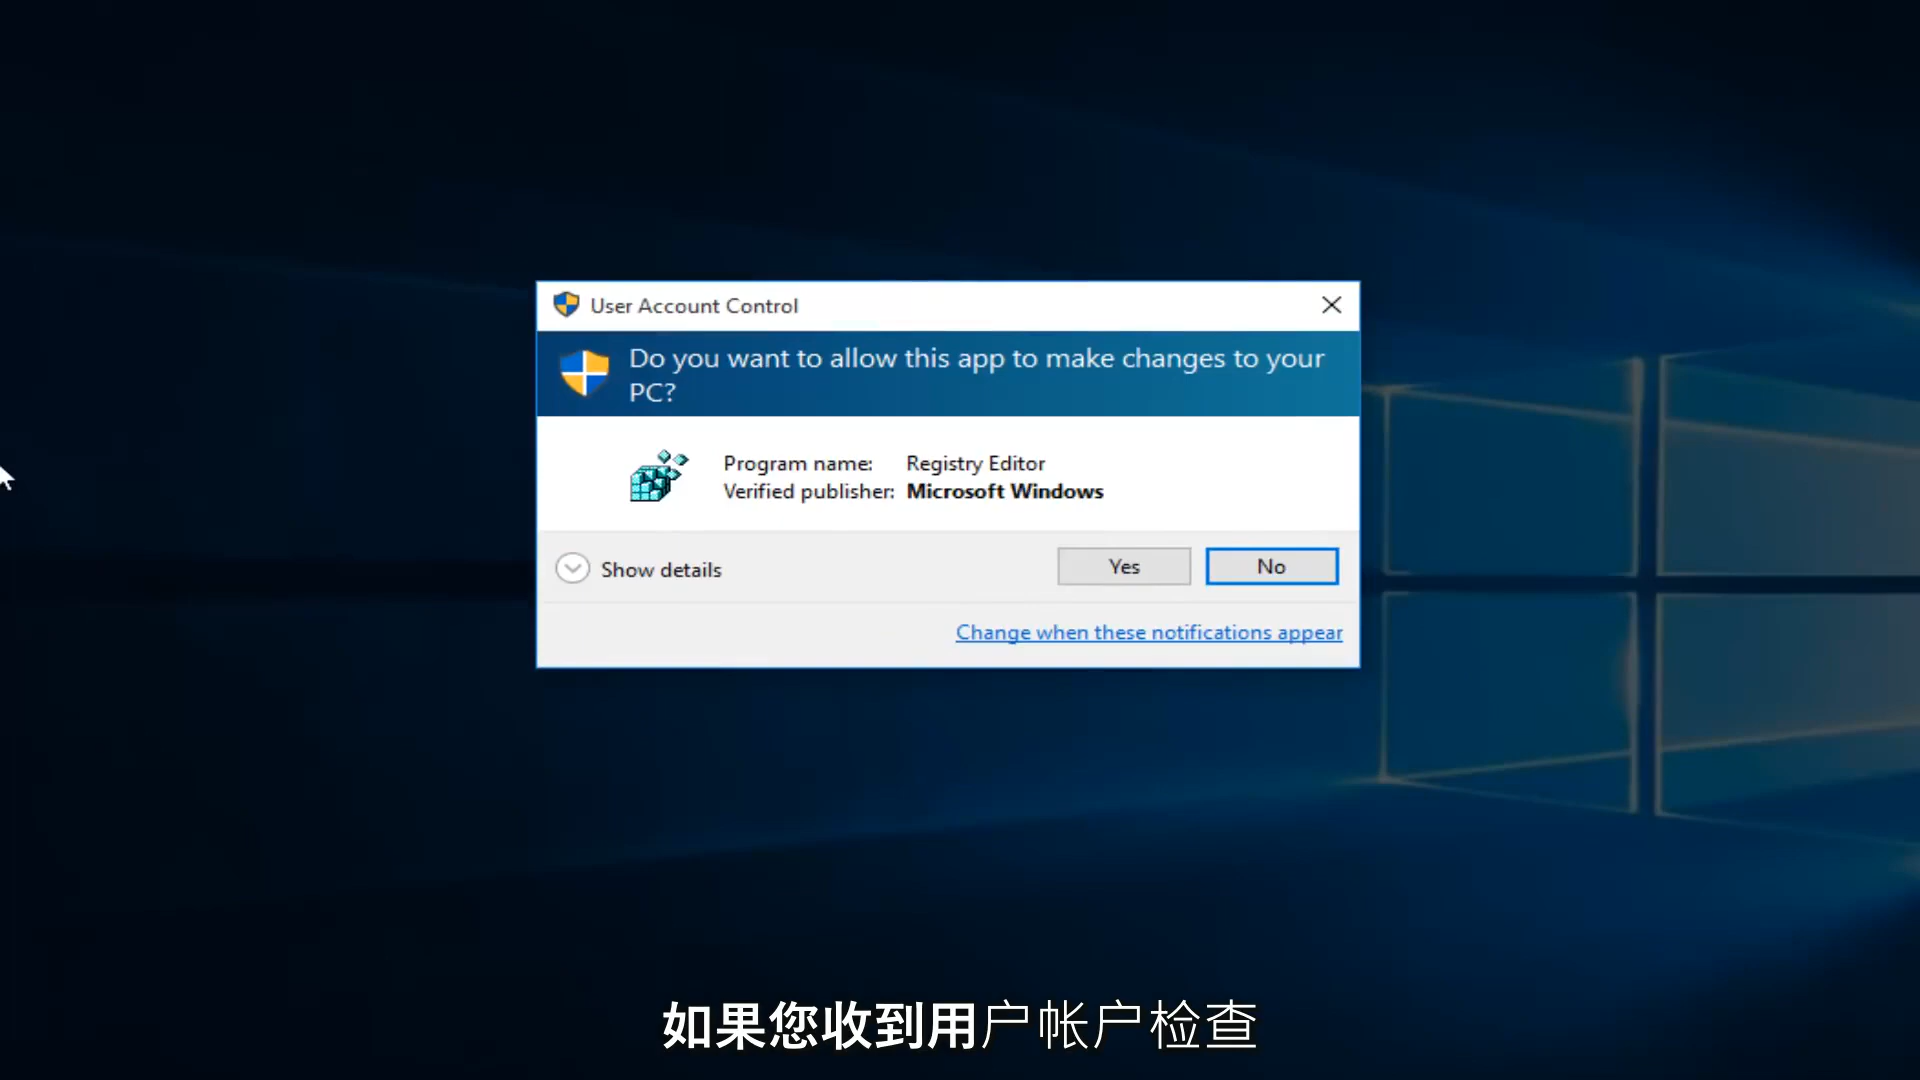 User Account Control
Do you want to allow this app to make changes to your
PC?
Program name: Registry Editor
Verified publisher: Microsoft Windows
Show details
Yes
No
Change when these notifications appear
如果您收到用户帐户检查